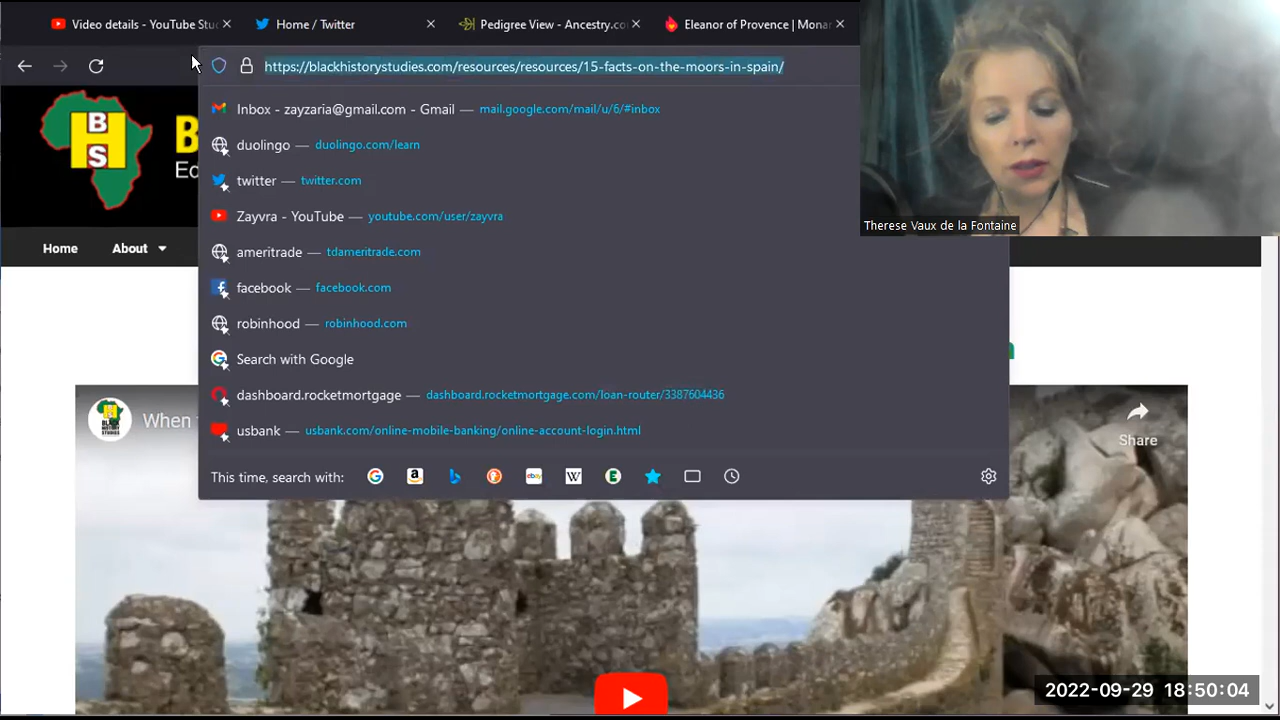 Video details - YouTube Stu
Home / Twitter
Pedigree View - Ancestry.co
Eleanor of Provence | Monar
https://blackhistorystudies.com/resources/resources/15-facts-on-the-moors-in-spain/
Inbox - zayzaria@gmail.com - Gmail — mail.google.com/mail/u/6/#inbox
duolingo — duolingo.com/learn
twitter — twitter.com
Zayvra - YouTube — youtube.com/user/zayvra
ameritrade — tdameritrade.com
facebook — facebook.com
robinhood — robinhood.com
Search with Google
dashboard.rocketmortgage — dashboard.rocketmortgage.com/loan-router/3387604436
usbank — usbank.com/online-mobile-banking/online-account-login.html
This time, search with:
Therese Vaux de la Fontaine
B
H
S
B
Ed
Home
About
When
Share
2022-09-29 18:50:04